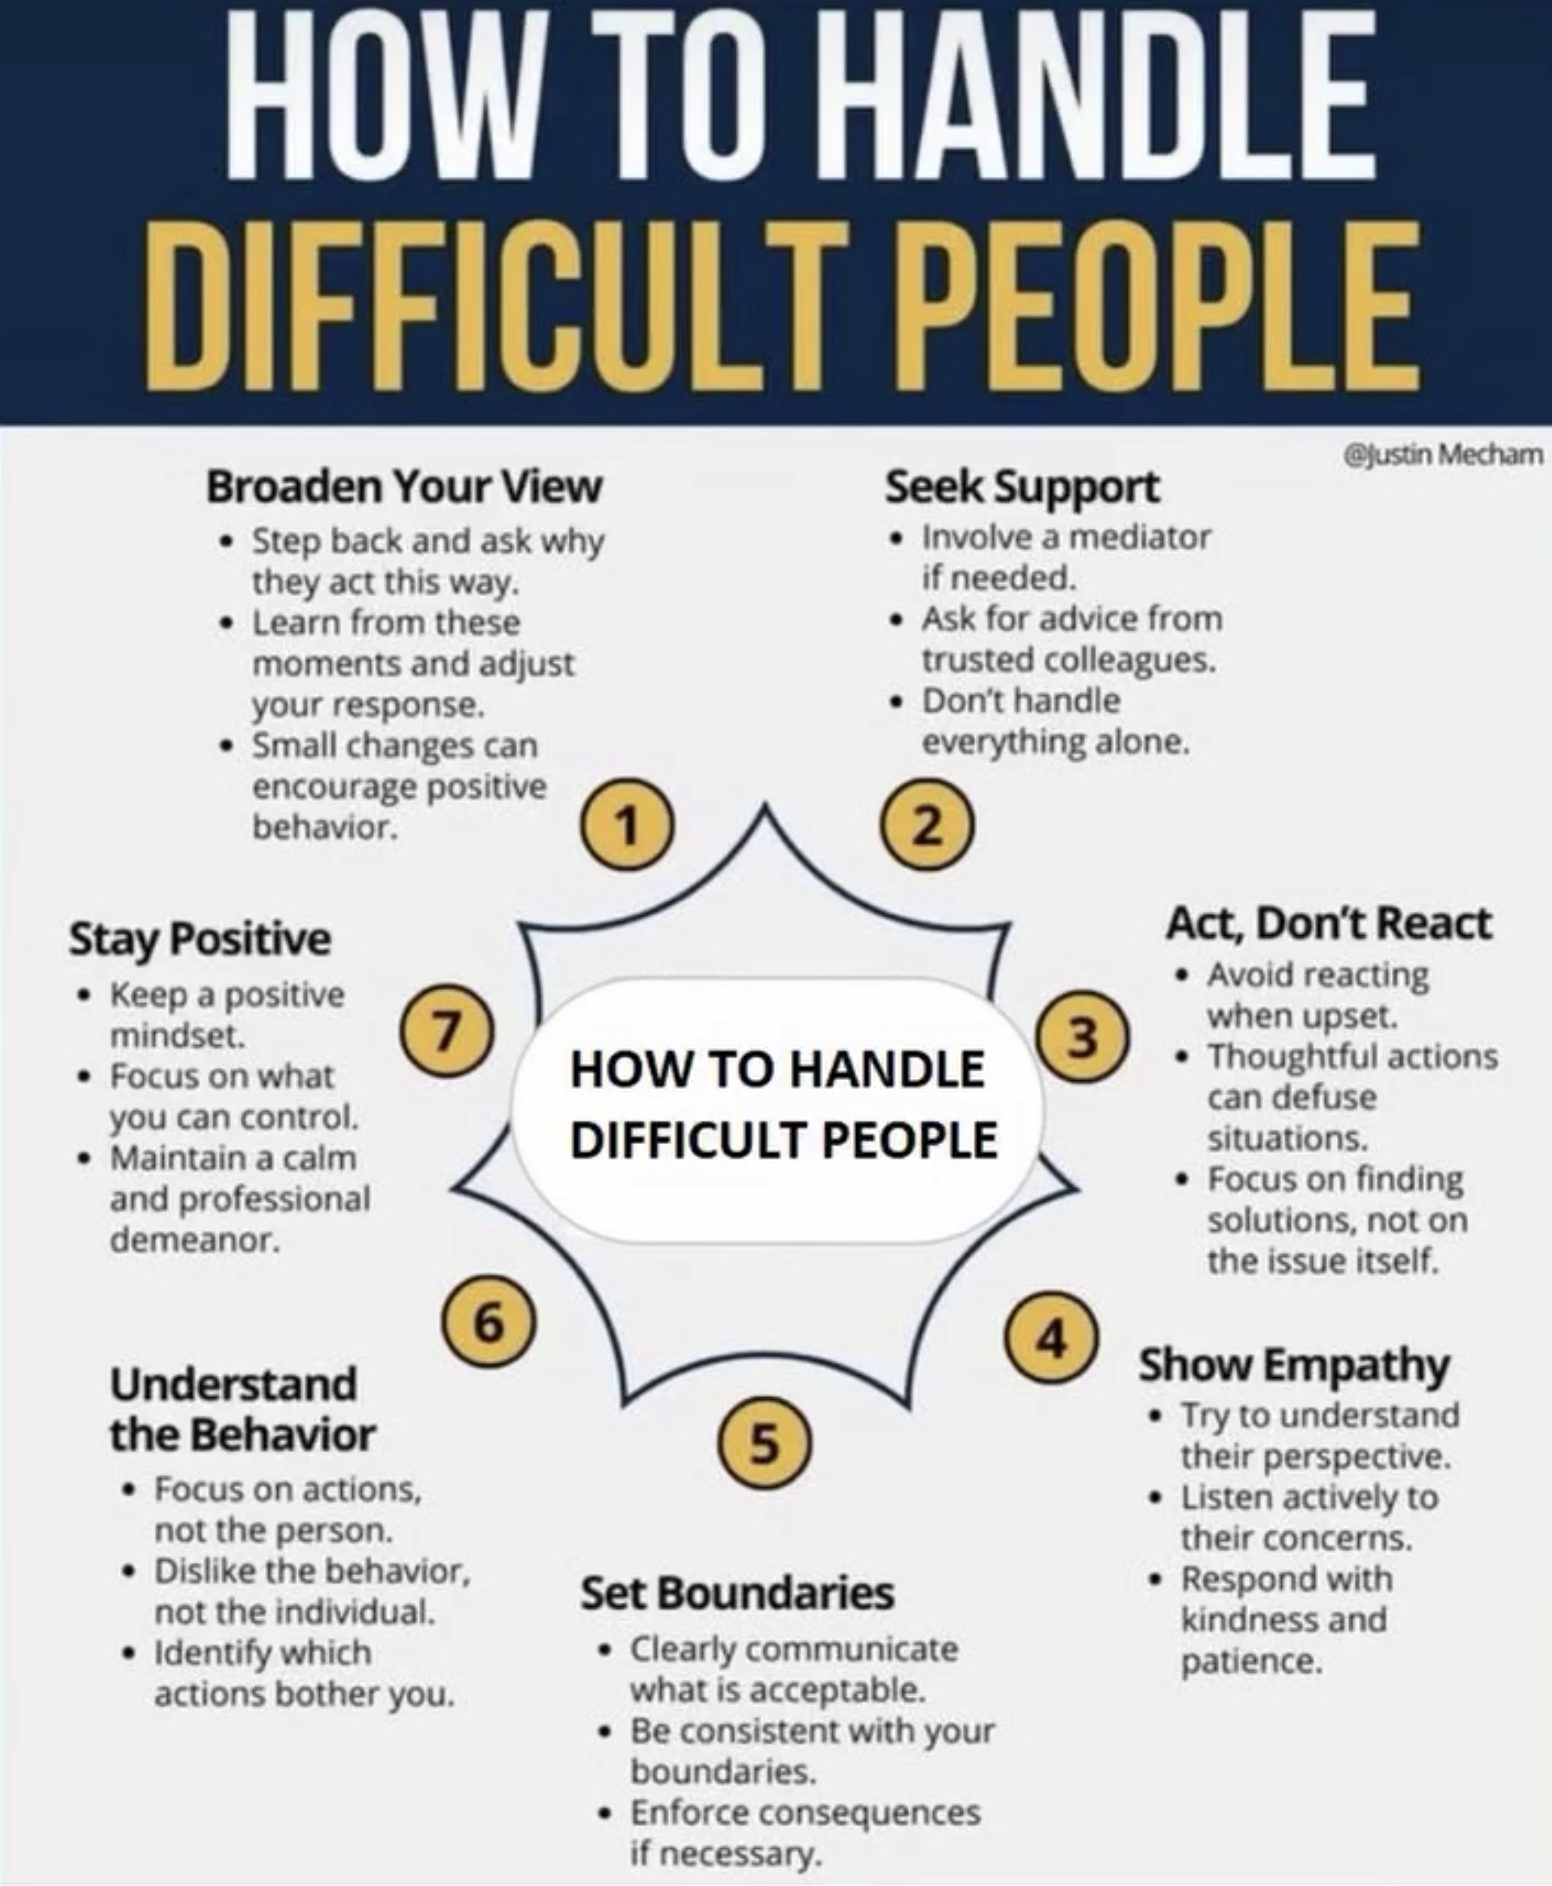 HOW TO HANDLE
DIFFICULT PEOPLE
@Justin Mecham
Broaden Your View
• Step back and ask why
they act this way.
• Learn from these
moments and adjust
your response.
• Small changes can
encourage positive
behavior.
1
Seek Support
• Involve a mediator
if needed.
• Ask for advice from
trusted colleagues.
• Don't handle
everything alone.
2
Act, Don't React
• Avoid reacting
when upset.
• Thoughtful actions
can defuse
situations.
• Focus on finding
solutions, not on
the issue itself.
3
Show Empathy
• Try to understand
their perspective.
• Listen actively to
their concerns.
• Respond with
kindness and
patience.
4
Set Boundaries
• Clearly communicate
what is acceptable.
• Be consistent with your
boundaries.
• Enforce consequences
if necessary.
5
Understand
the Behavior
• Focus on actions,
not the person.
• Dislike the behavior,
not the individual.
• Identify which
actions bother you.
6
Stay Positive
• Keep a positive
mindset.
• Focus on what
you can control.
• Maintain a calm
and professional
demeanor.
7
HOW TO HANDLE
DIFFICULT PEOPLE